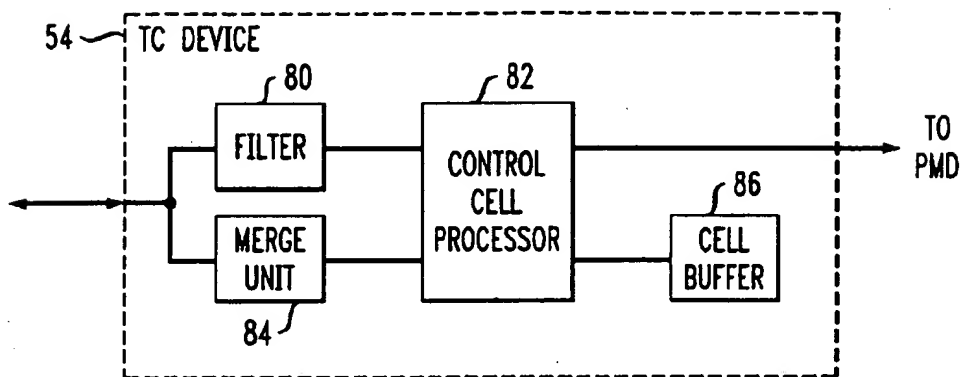 54
TC DEVICE
80
FILTER
82
CONTROL
CELL
PROCESSOR
MERGE
UNIT
84
86
CELL
BUFFER
TO
PMD